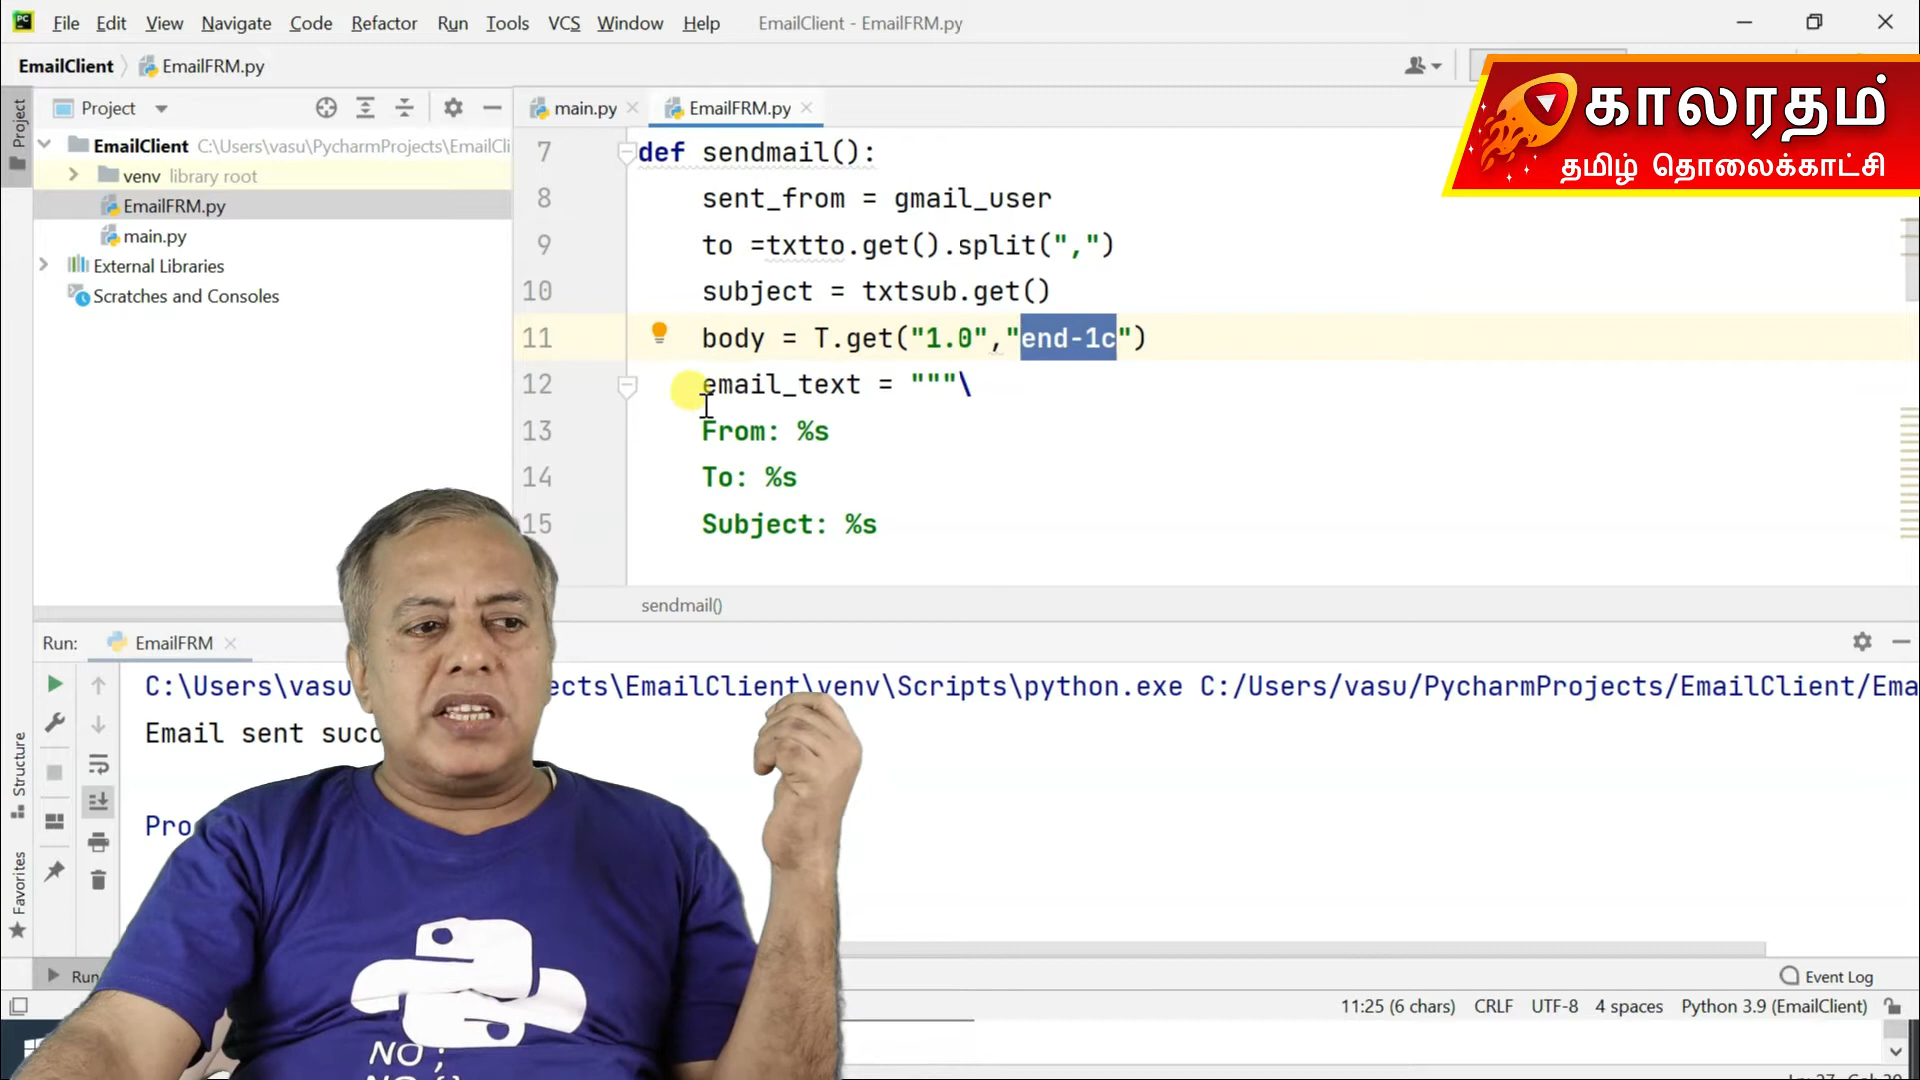 File Edit View Navigate Code Refactor Run Tools VCS Window Help EmailClient - EmailFRM.py
EmailClient EmailFRM.py
காலரதம்
தமிழ் தொலைக்காட்சி
Project
Project
main.py EmailFRM.py
EmailClient C:\Users\vasu\PycharmProjects\EmailCli
venv library root
EmailFRM.py
main.py
External Libraries
Scratches and Consoles
7 def sendmail():
8 sent_from = gmail_user
9 to =txtto.get().split(",")
10 subject = txtsub.get()
11 body = T.get("1.0","end-1c")
12 email_text = """\
13 From: %s
14 To: %s
15 Subject: %s
sendmail()
Run: EmailFRM
C:\Users\vasu ects\EmailClient\venv\Scripts\python.exe C:/Users/vasu/PycharmProjects/EmailClient/Ema
Email sent succ
Pro
Structure
Favorites
Run
Event Log
11:25 (6 chars) CRLF UTF-8 4 spaces Python 3.9 (EmailClient)
NO ;